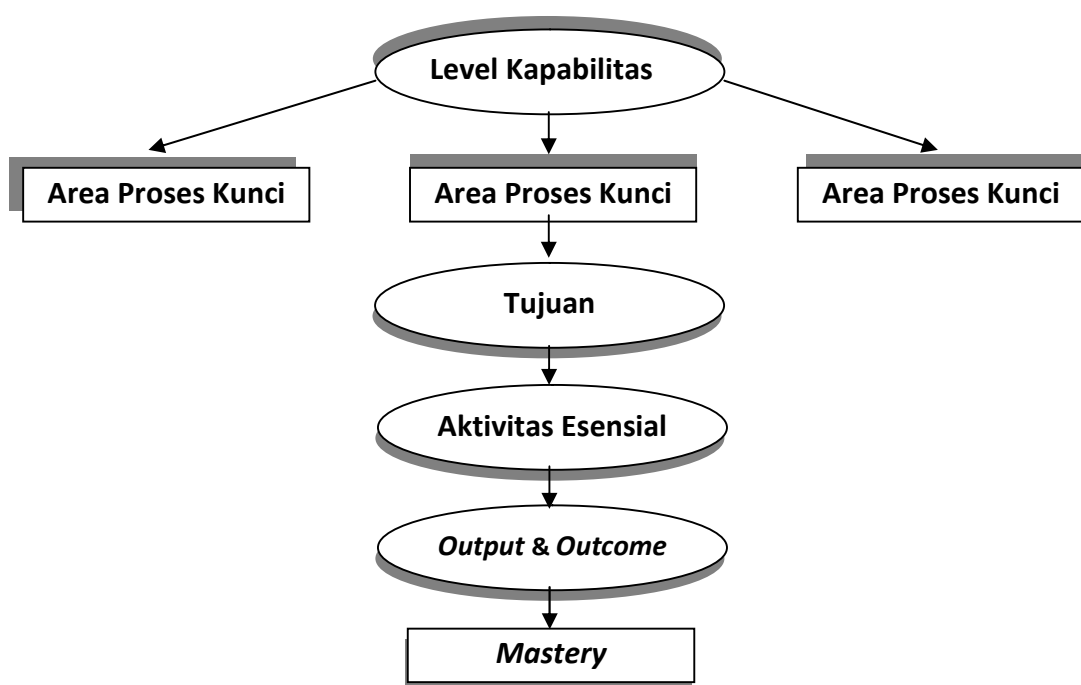 Level Kapabilitas
Area Proses Kunci
Area Proses Kunci
Area Proses Kunci
Tujuan
Aktivitas Esensial
Output & Outcome
Mastery